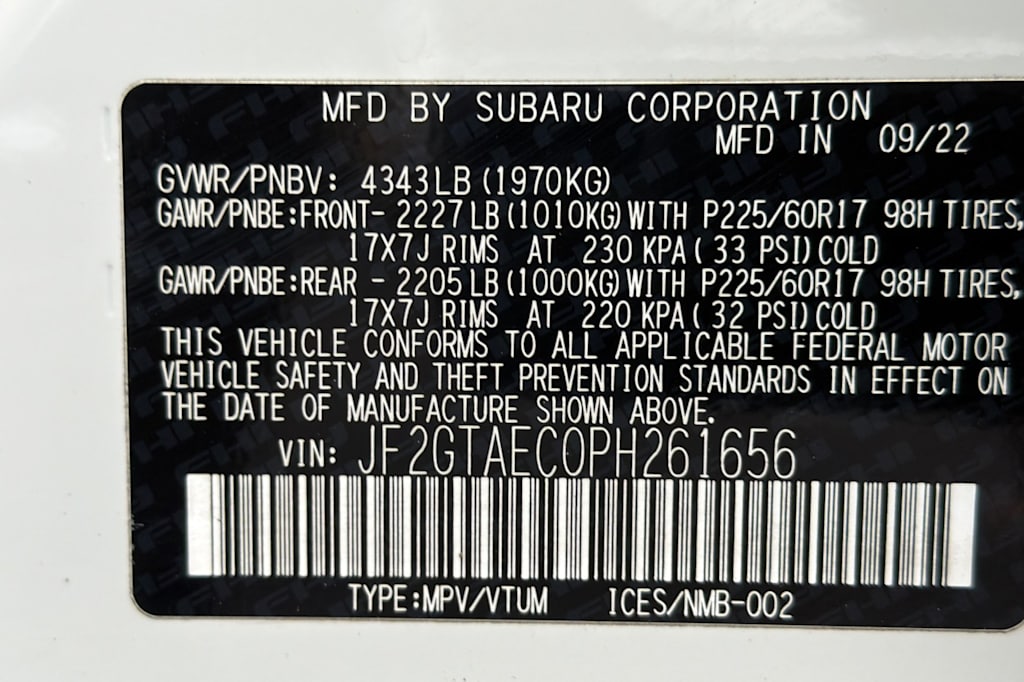 MFD BY SUBARU CORPORATION
MFD IN 09/22
GVWR/PNBV: 4343LB (1970KG)
GAWR/PNBE:FRONT- 2227 LB (1010KG) WITH P225/60R17 98H TIRES,
17X7J RIMS AT 230 KPA ( 33 PSI) COLD
GAWR/PNBE:REAR - 2205 LB (1000KG) WITH P225/60R17 98H TIRES,
17X7J RIMS AT 220 KPA ( 32 PSI) COLD
THIS VEHICLE CONFORMS TO ALL APPLICABLE FEDERAL MOTOR
VEHICLE SAFETY AND THEFT PREVENTION STANDARDS IN EFFECT ON
THE DATE OF MANUFACTURE SHOWN ABOVE.
VIN: JF2GTAEC0PH261656
TYPE:MPV/VTUM ICES/NMB-002